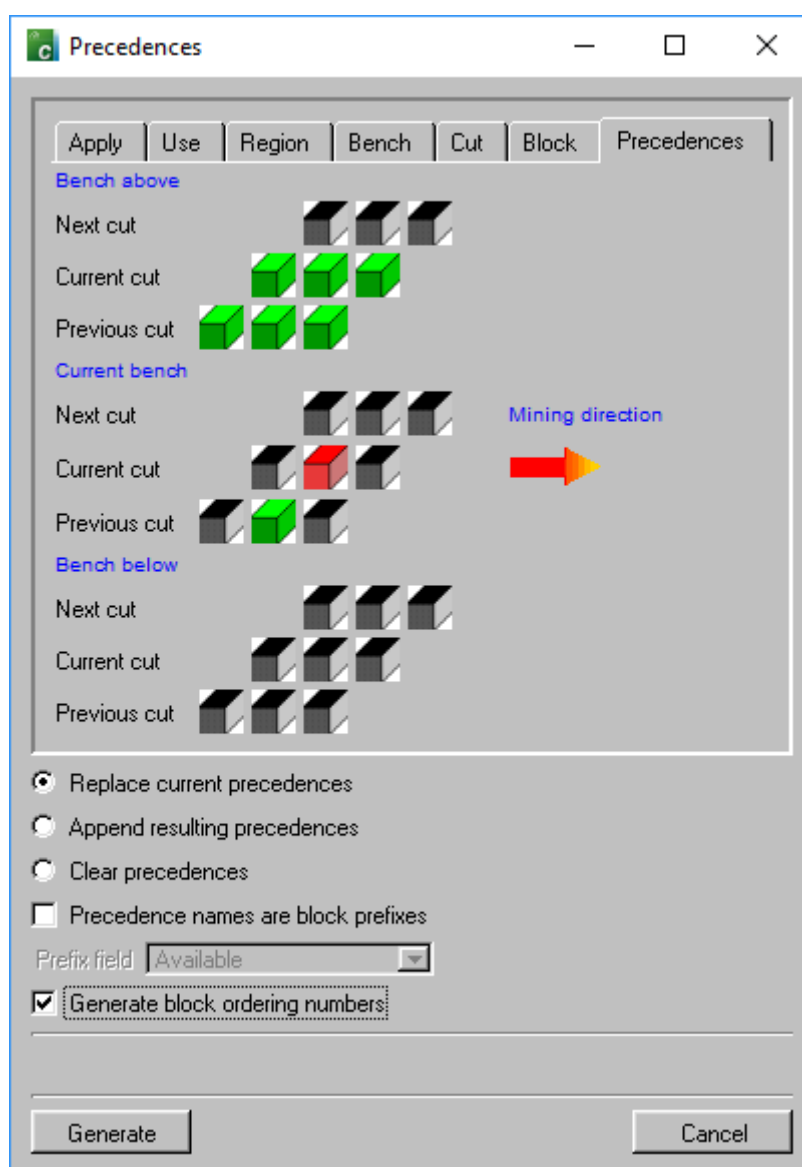 Precedences
Apply Use Region Bench Cut Block Precedences
Bench above
Next cut
Current cut
Previous cut
Current bench
Next cut Mining direction
Current cut
Previous cut
Bench below
Next cut
Current cut
Previous cut
Replace current precedences
Append resulting precedences
Clear precedences
Precedence names are block prefixes
Prefix field Available
Generate block ordering numbers
Generate Cancel